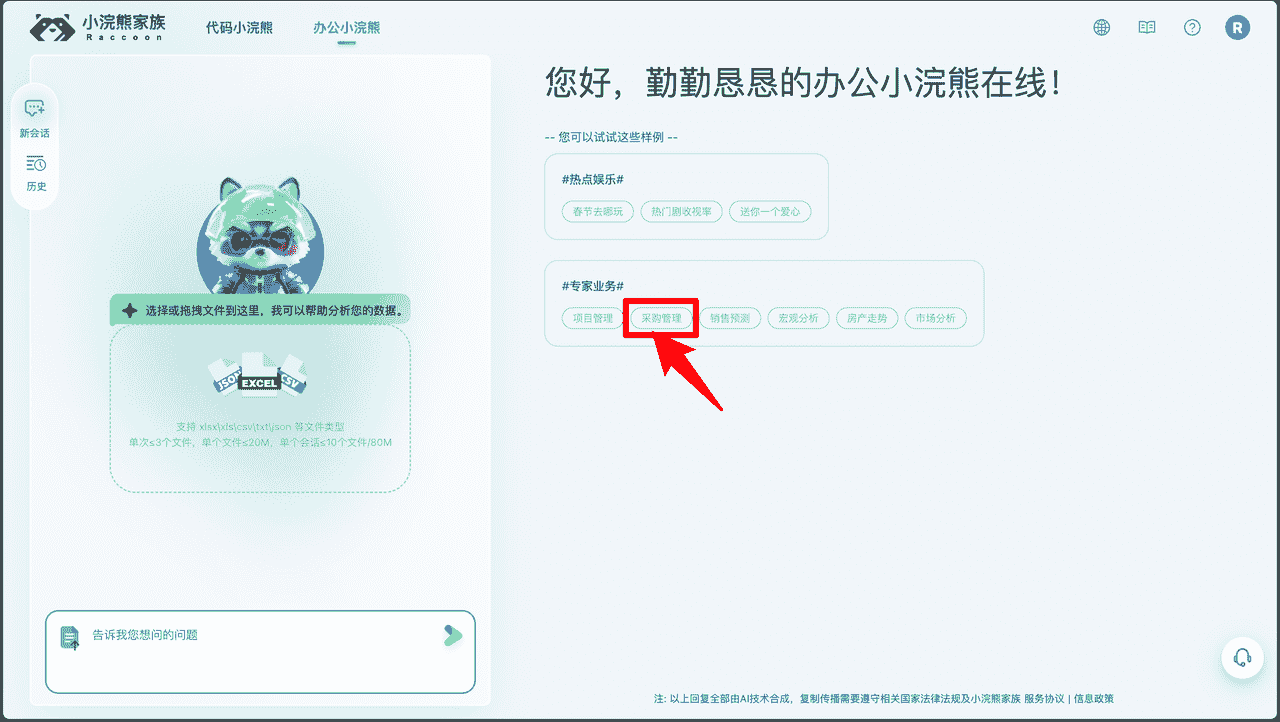 小浣熊家族
Raccoon
代码小浣熊
办公小浣熊
R
新会话
历史
选择或拖拽文件到这里，我可以帮助分析您的数据。
JSON EXCEL CSV
支持 xlsx\xls\csv\txt\json 等文件类型
单次≤3个文件，单个文件≤20M，单个会话≤10个文件/80M
告诉我您想问的问题
您好，勤勤恳恳的办公小浣熊在线！
-- 您可以试试这些样例 --
#热点娱乐#
春节去哪玩 热门剧收视率 送你一个爱心
#专家业务#
项目管理 采购管理 销售预测 宏观分析 房产走势 市场分析
注: 以上回复全部由AI技术合成，复制传播需要遵守相关国家法律法规及小浣熊家族 服务协议 | 信息政策